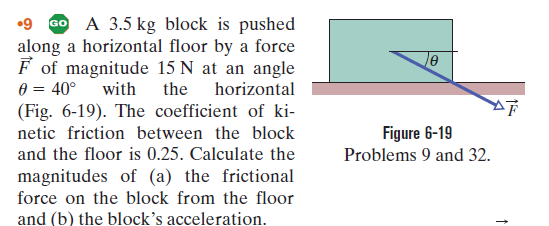 •9 GO A 3.5 kg block is pushed
along a horizontal floor by a force
F⃗ of magnitude 15 N at an angle
θ = 40° with the horizontal
(Fig. 6-19). The coefficient of ki-
netic friction between the block
and the floor is 0.25. Calculate the
magnitudes of (a) the frictional
force on the block from the floor
and (b) the block's acceleration.
θ
F⃗
Figure 6-19
Problems 9 and 32.
→